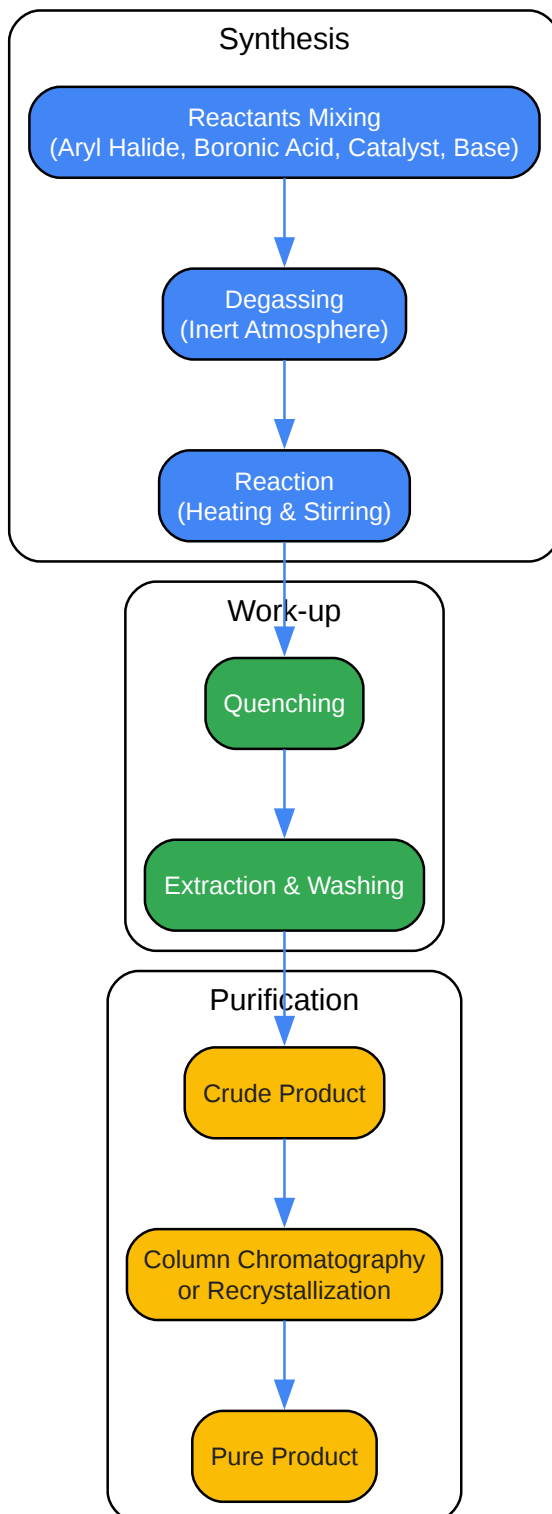 Synthesis
Reactants Mixing
(Aryl Halide, Boronic Acid, Catalyst, Base)
Degassing
(Inert Atmosphere)
Reaction
(Heating & Stirring)
Work-up
Quenching
Extraction & Washing
Purification
Crude Product
Column Chromatography
or Recrystallization
Pure Product